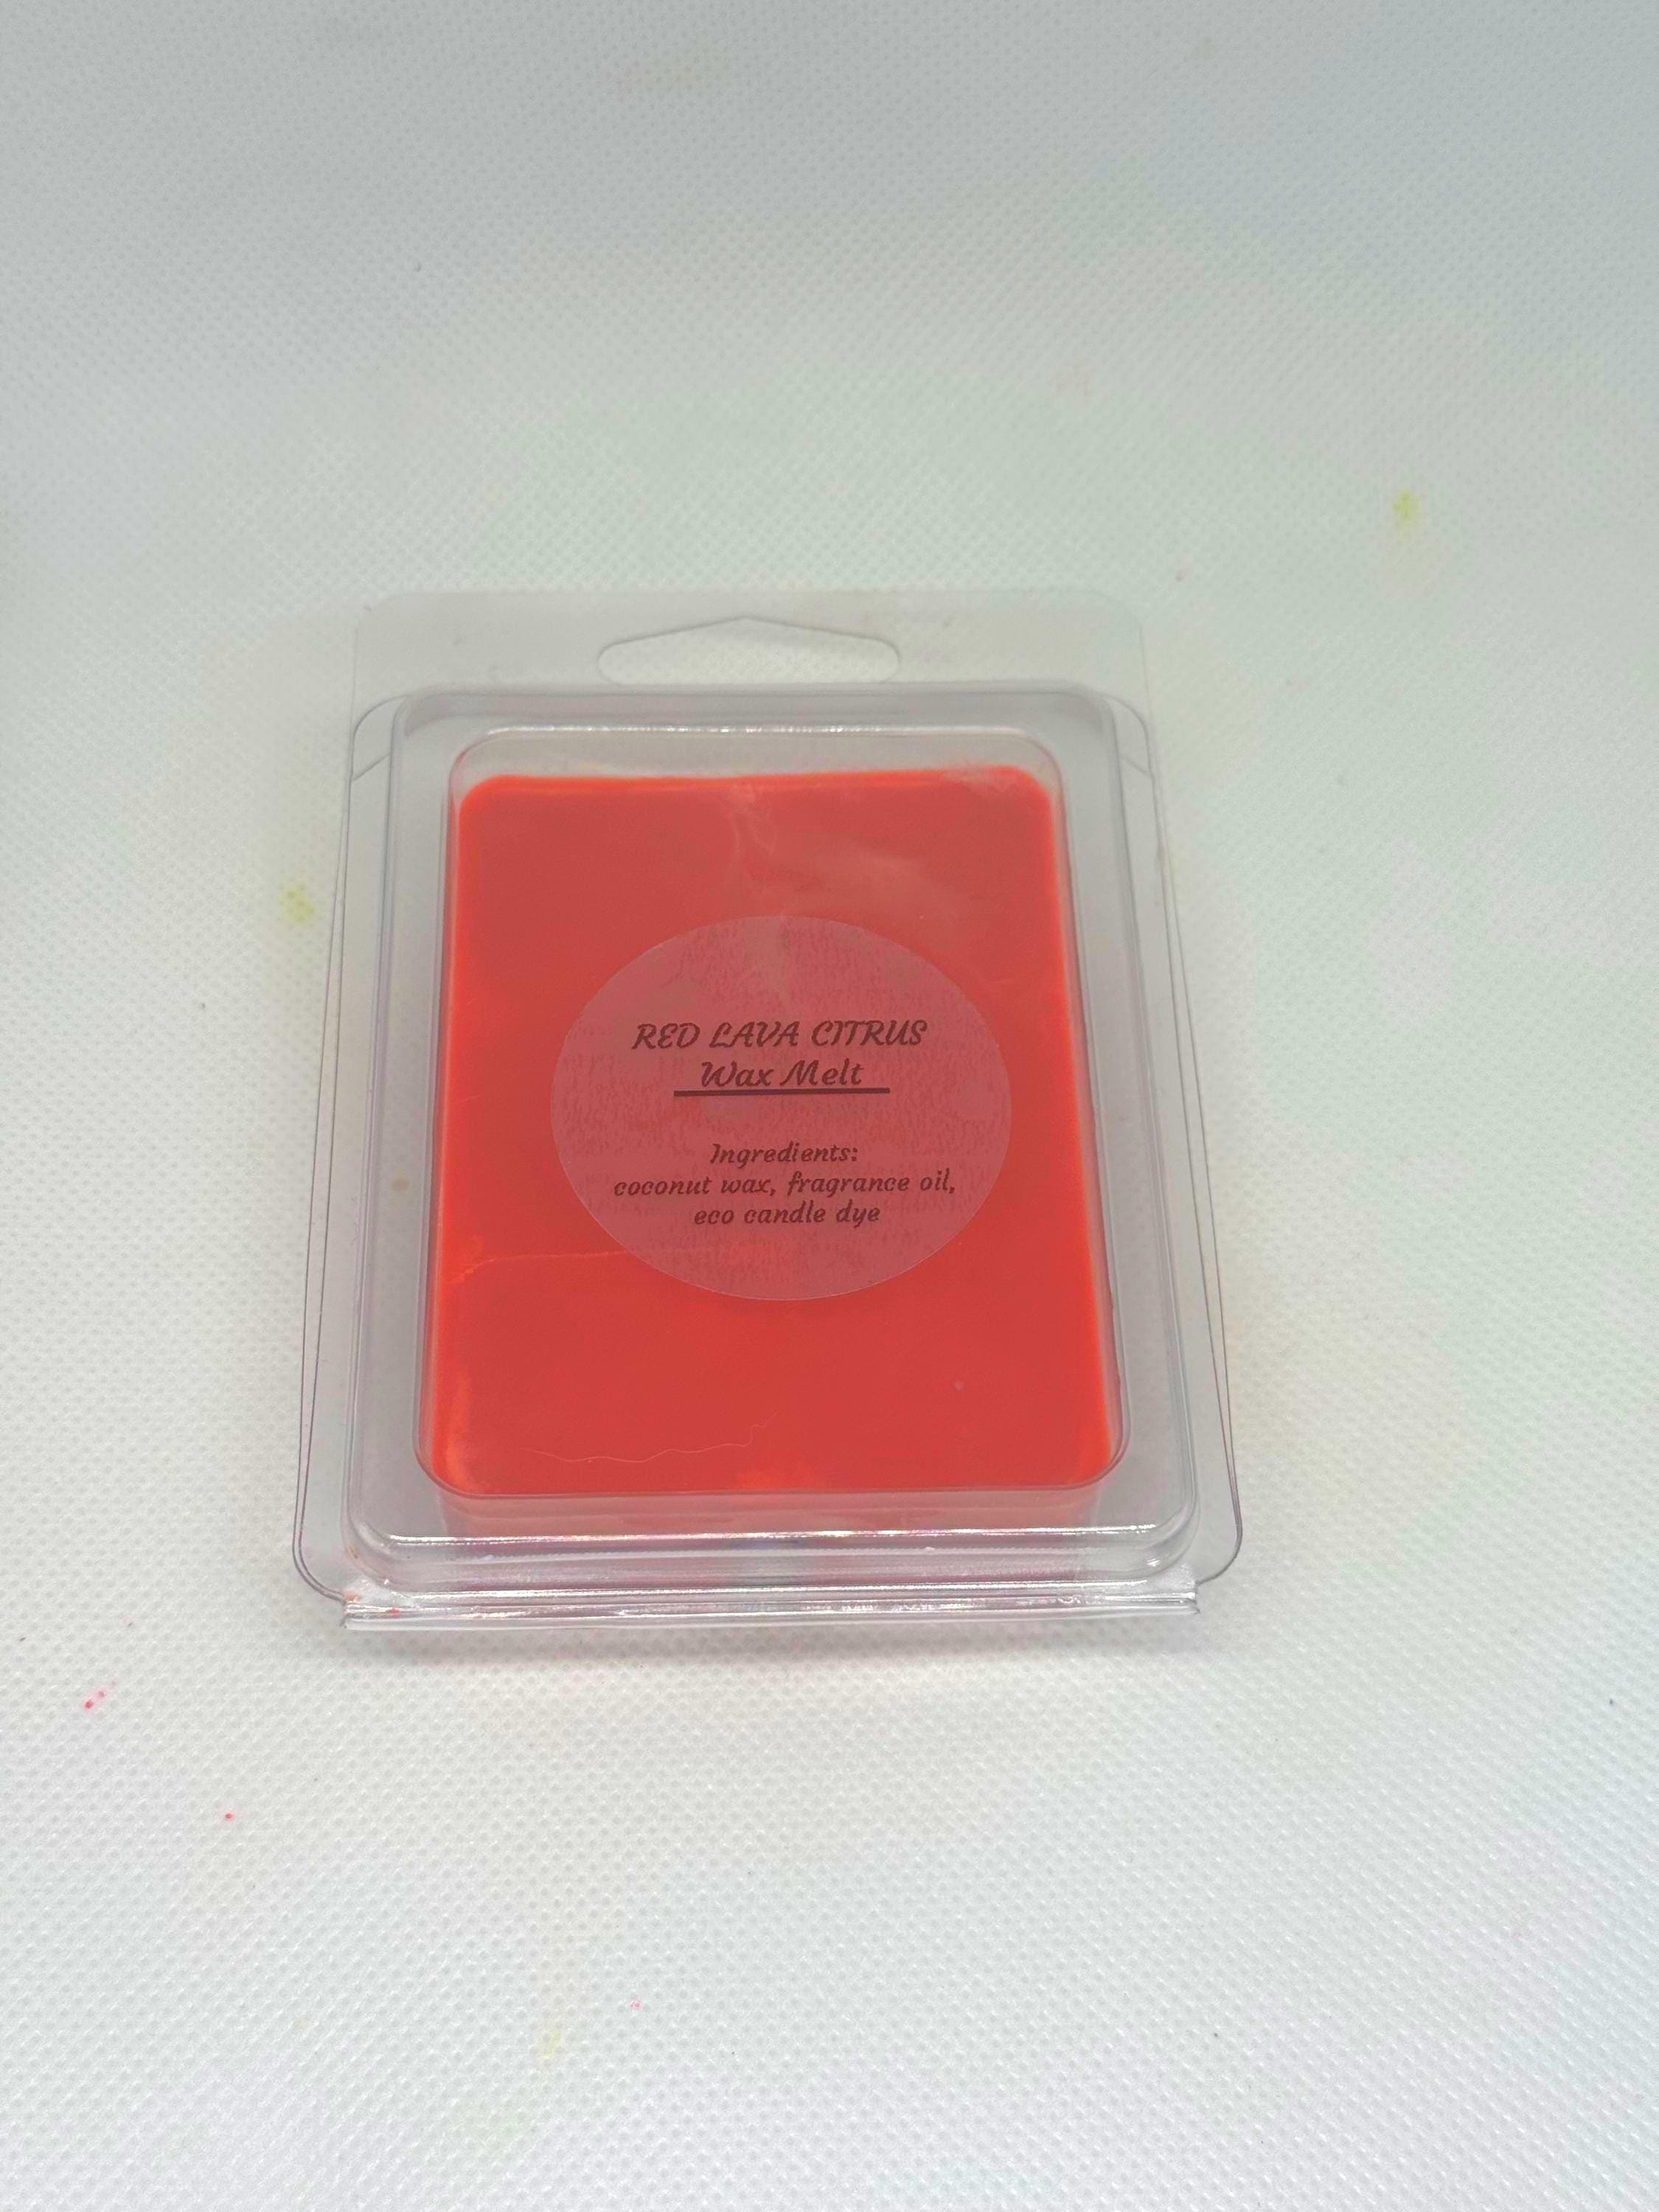 RED LAVA CITRUS
Wax Melt
Ingredients:
coconut wax, fragrance oil,
eco candle dye